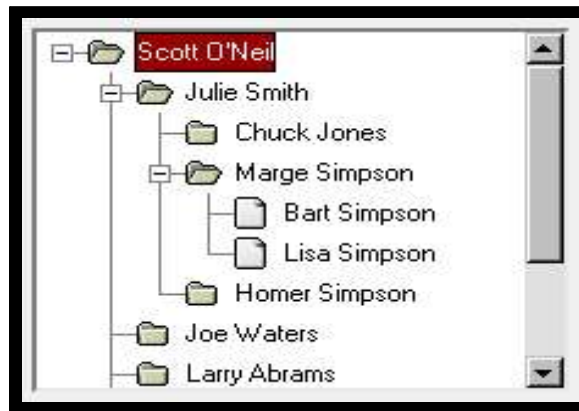 Scott O'Neil
Julie Smith
Chuck Jones
Marge Simpson
Bart Simpson
Lisa Simpson
Homer Simpson
Joe Waters
Larry Abrams